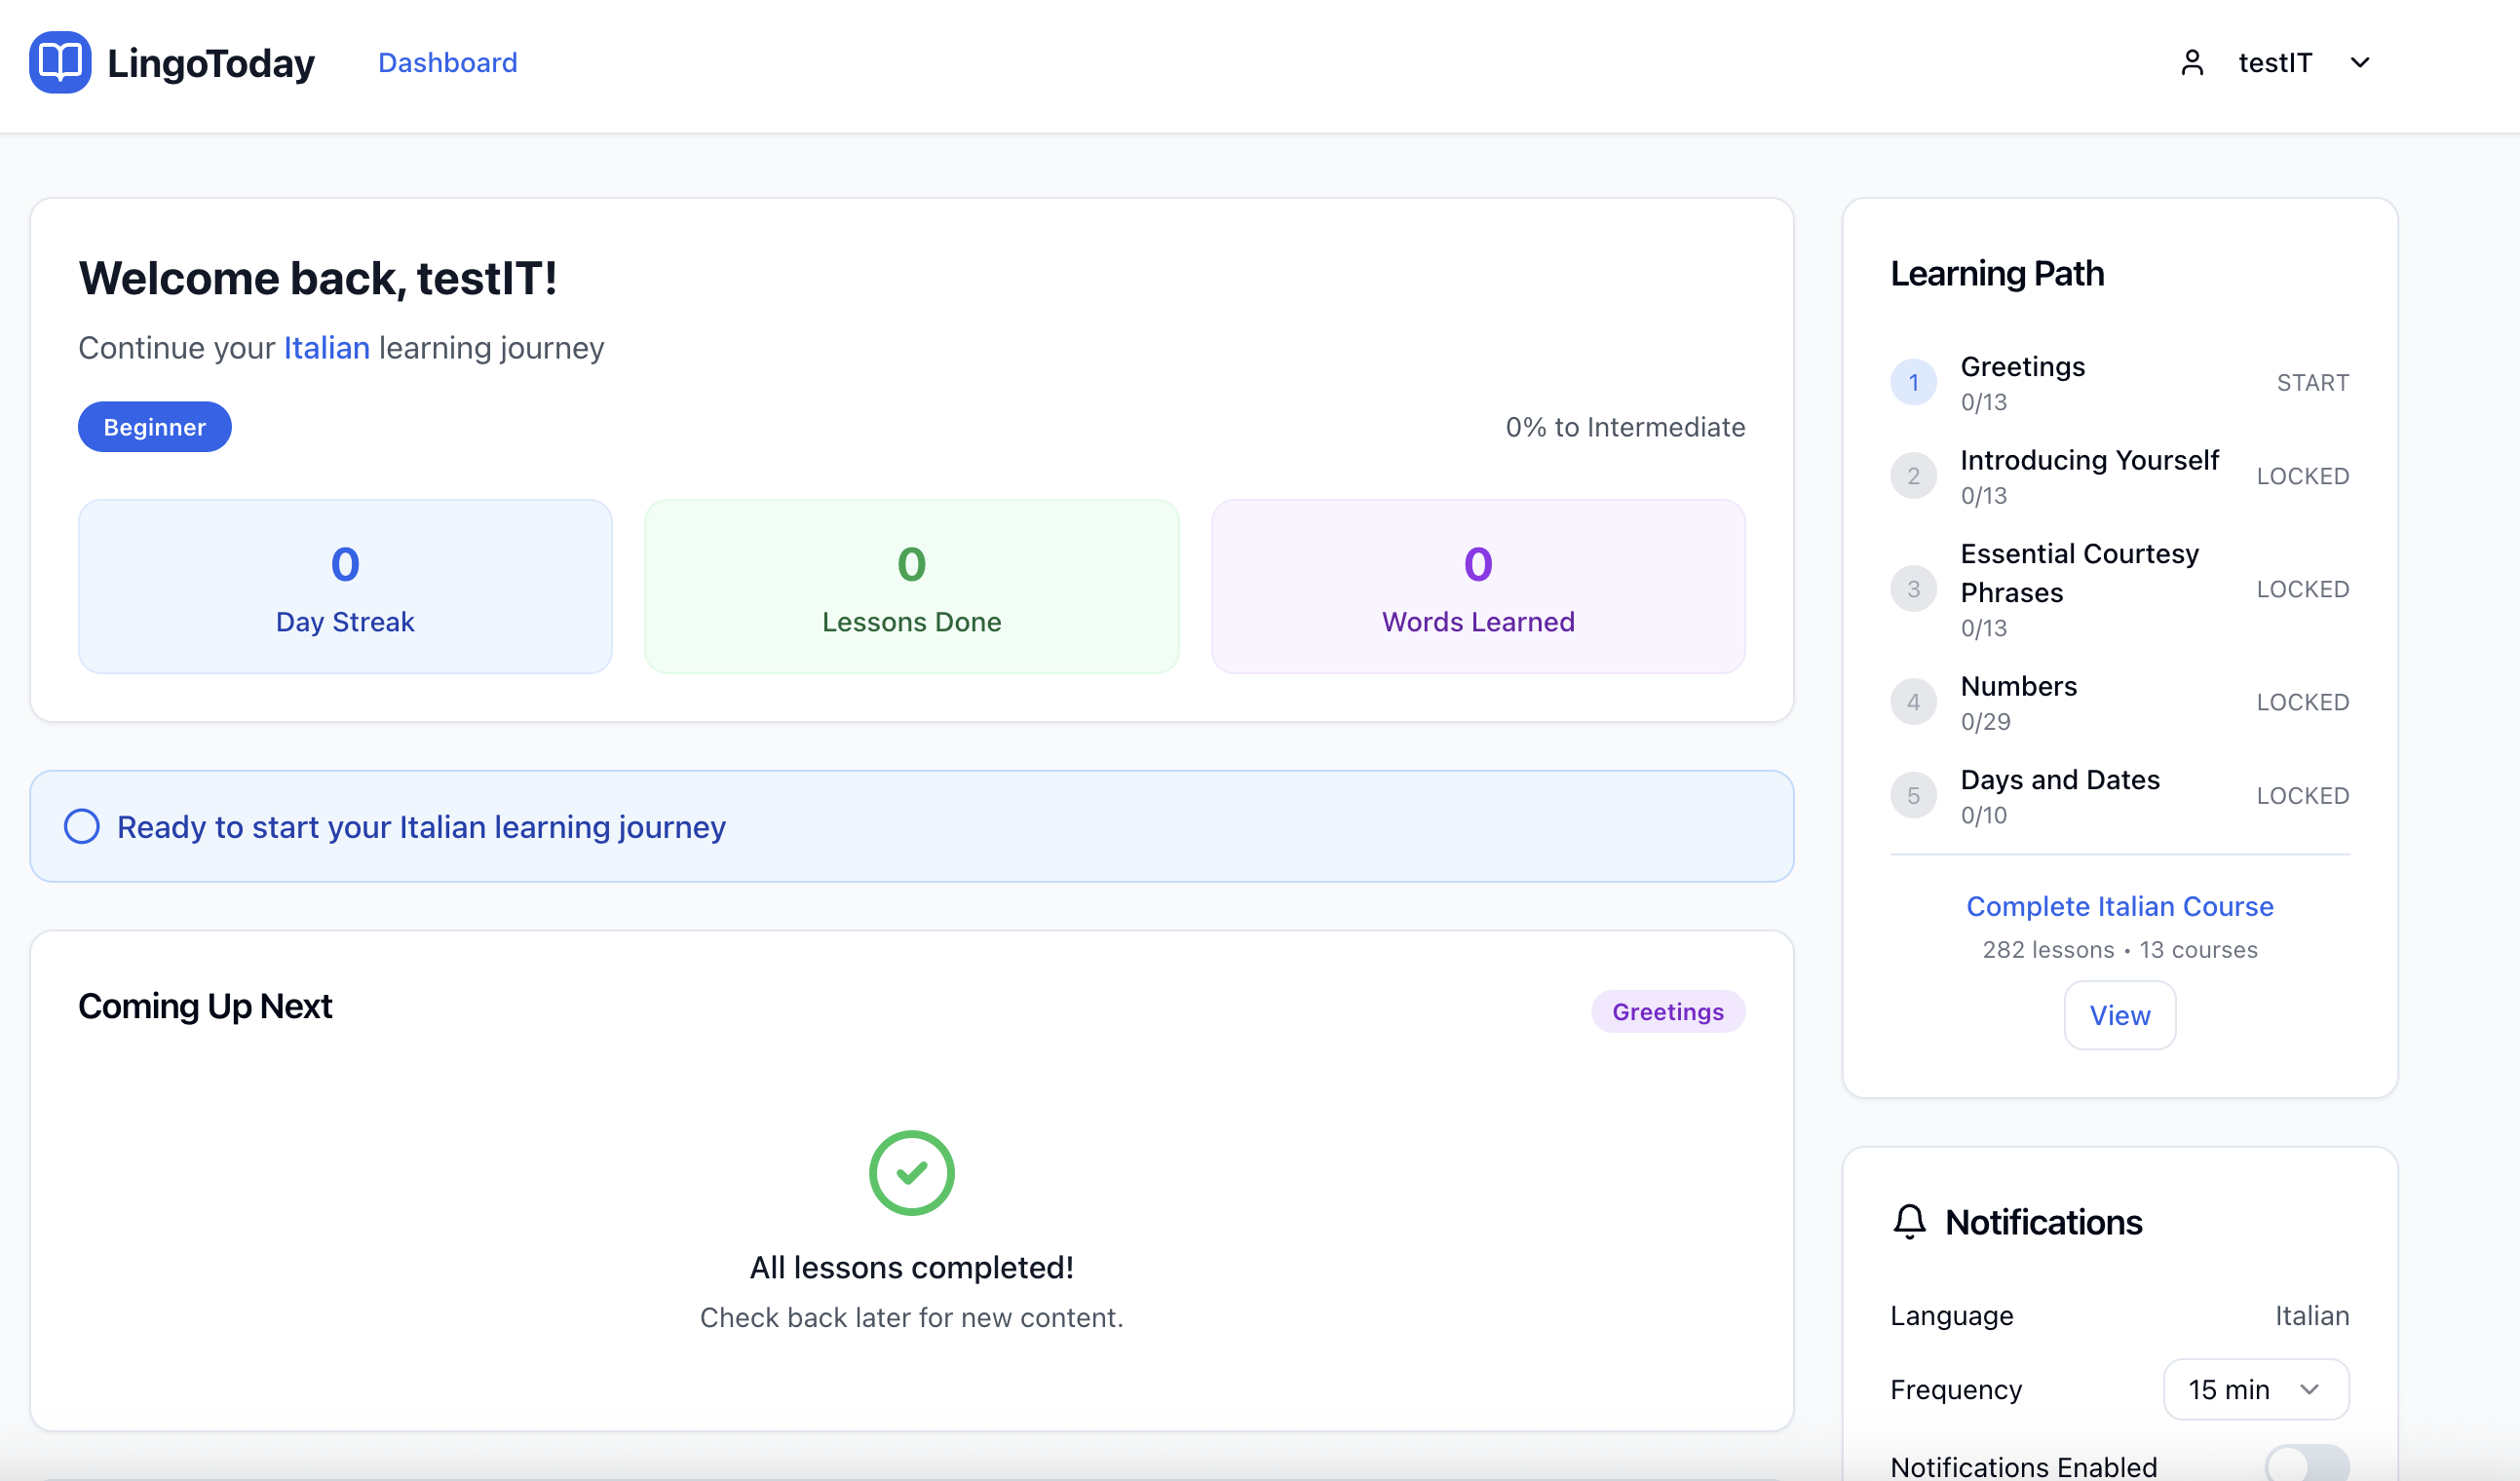 LingoToday
Dashboard
testIT
Welcome back, testIT!
Continue your Italian learning journey
Beginner
0% to Intermediate
0
Day Streak
0
Lessons Done
0
Words Learned
Ready to start your Italian learning journey
Coming Up Next
Greetings
All lessons completed!
Check back later for new content.
Learning Path
1
Greetings
0/13
START
2
Introducing Yourself
0/13
LOCKED
3
Essential Courtesy
Phrases
0/13
LOCKED
4
Numbers
0/29
LOCKED
5
Days and Dates
0/10
LOCKED
Complete Italian Course
282 lessons • 13 courses
View
Notifications
Language
Italian
Frequency
15 min
Notifications Enabled